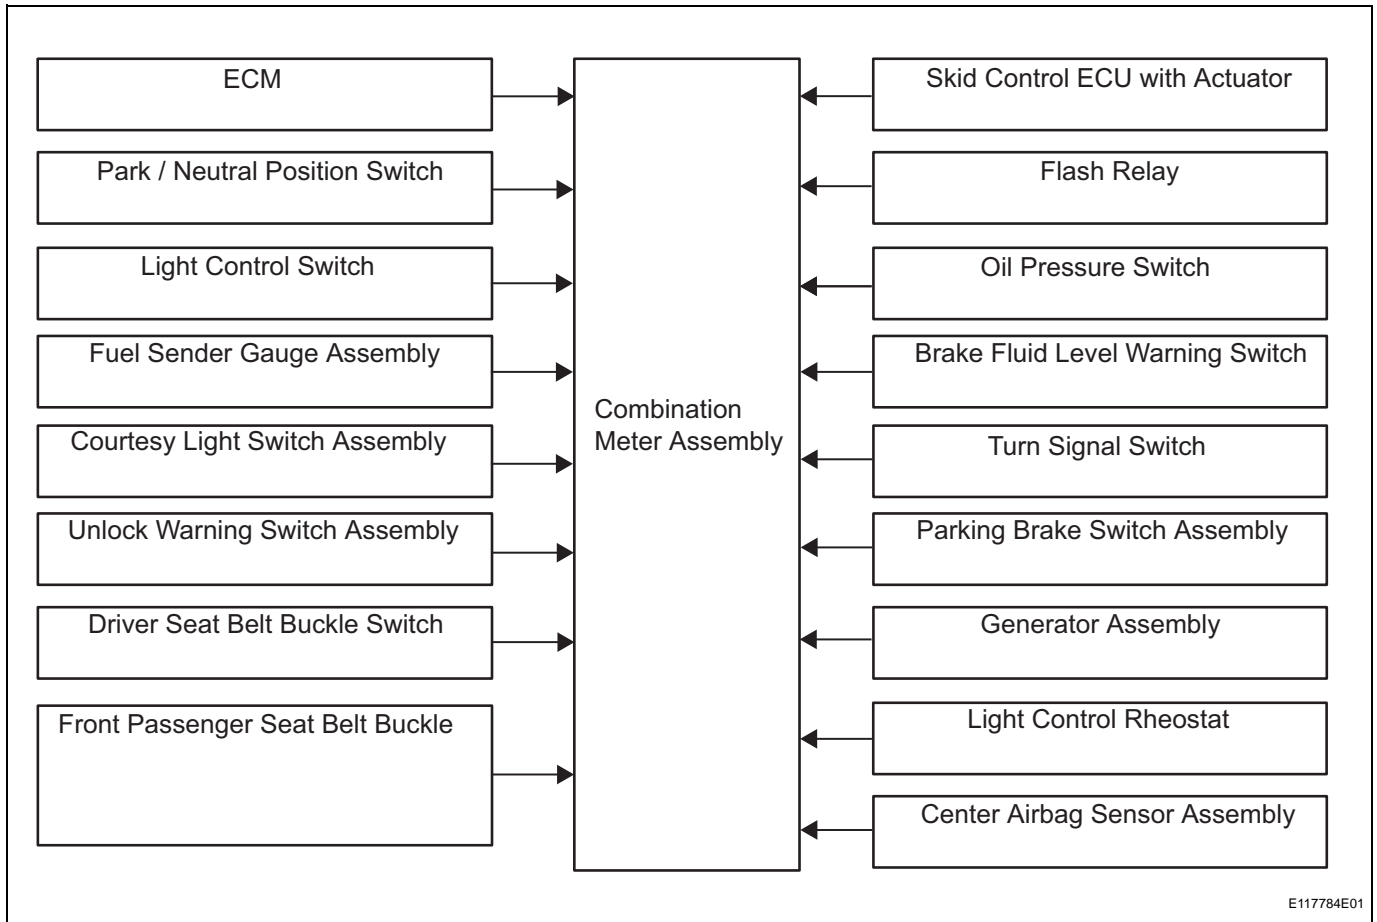 ECM
Park / Neutral Position Switch
Light Control Switch
Fuel Sender Gauge Assembly
Courtesy Light Switch Assembly
Unlock Warning Switch Assembly
Driver Seat Belt Buckle Switch
Front Passenger Seat Belt Buckle
Combination
Meter Assembly
Skid Control ECU with Actuator
Flash Relay
Oil Pressure Switch
Brake Fluid Level Warning Switch
Turn Signal Switch
Parking Brake Switch Assembly
Generator Assembly
Light Control Rheostat
Center Airbag Sensor Assembly
E117784E01